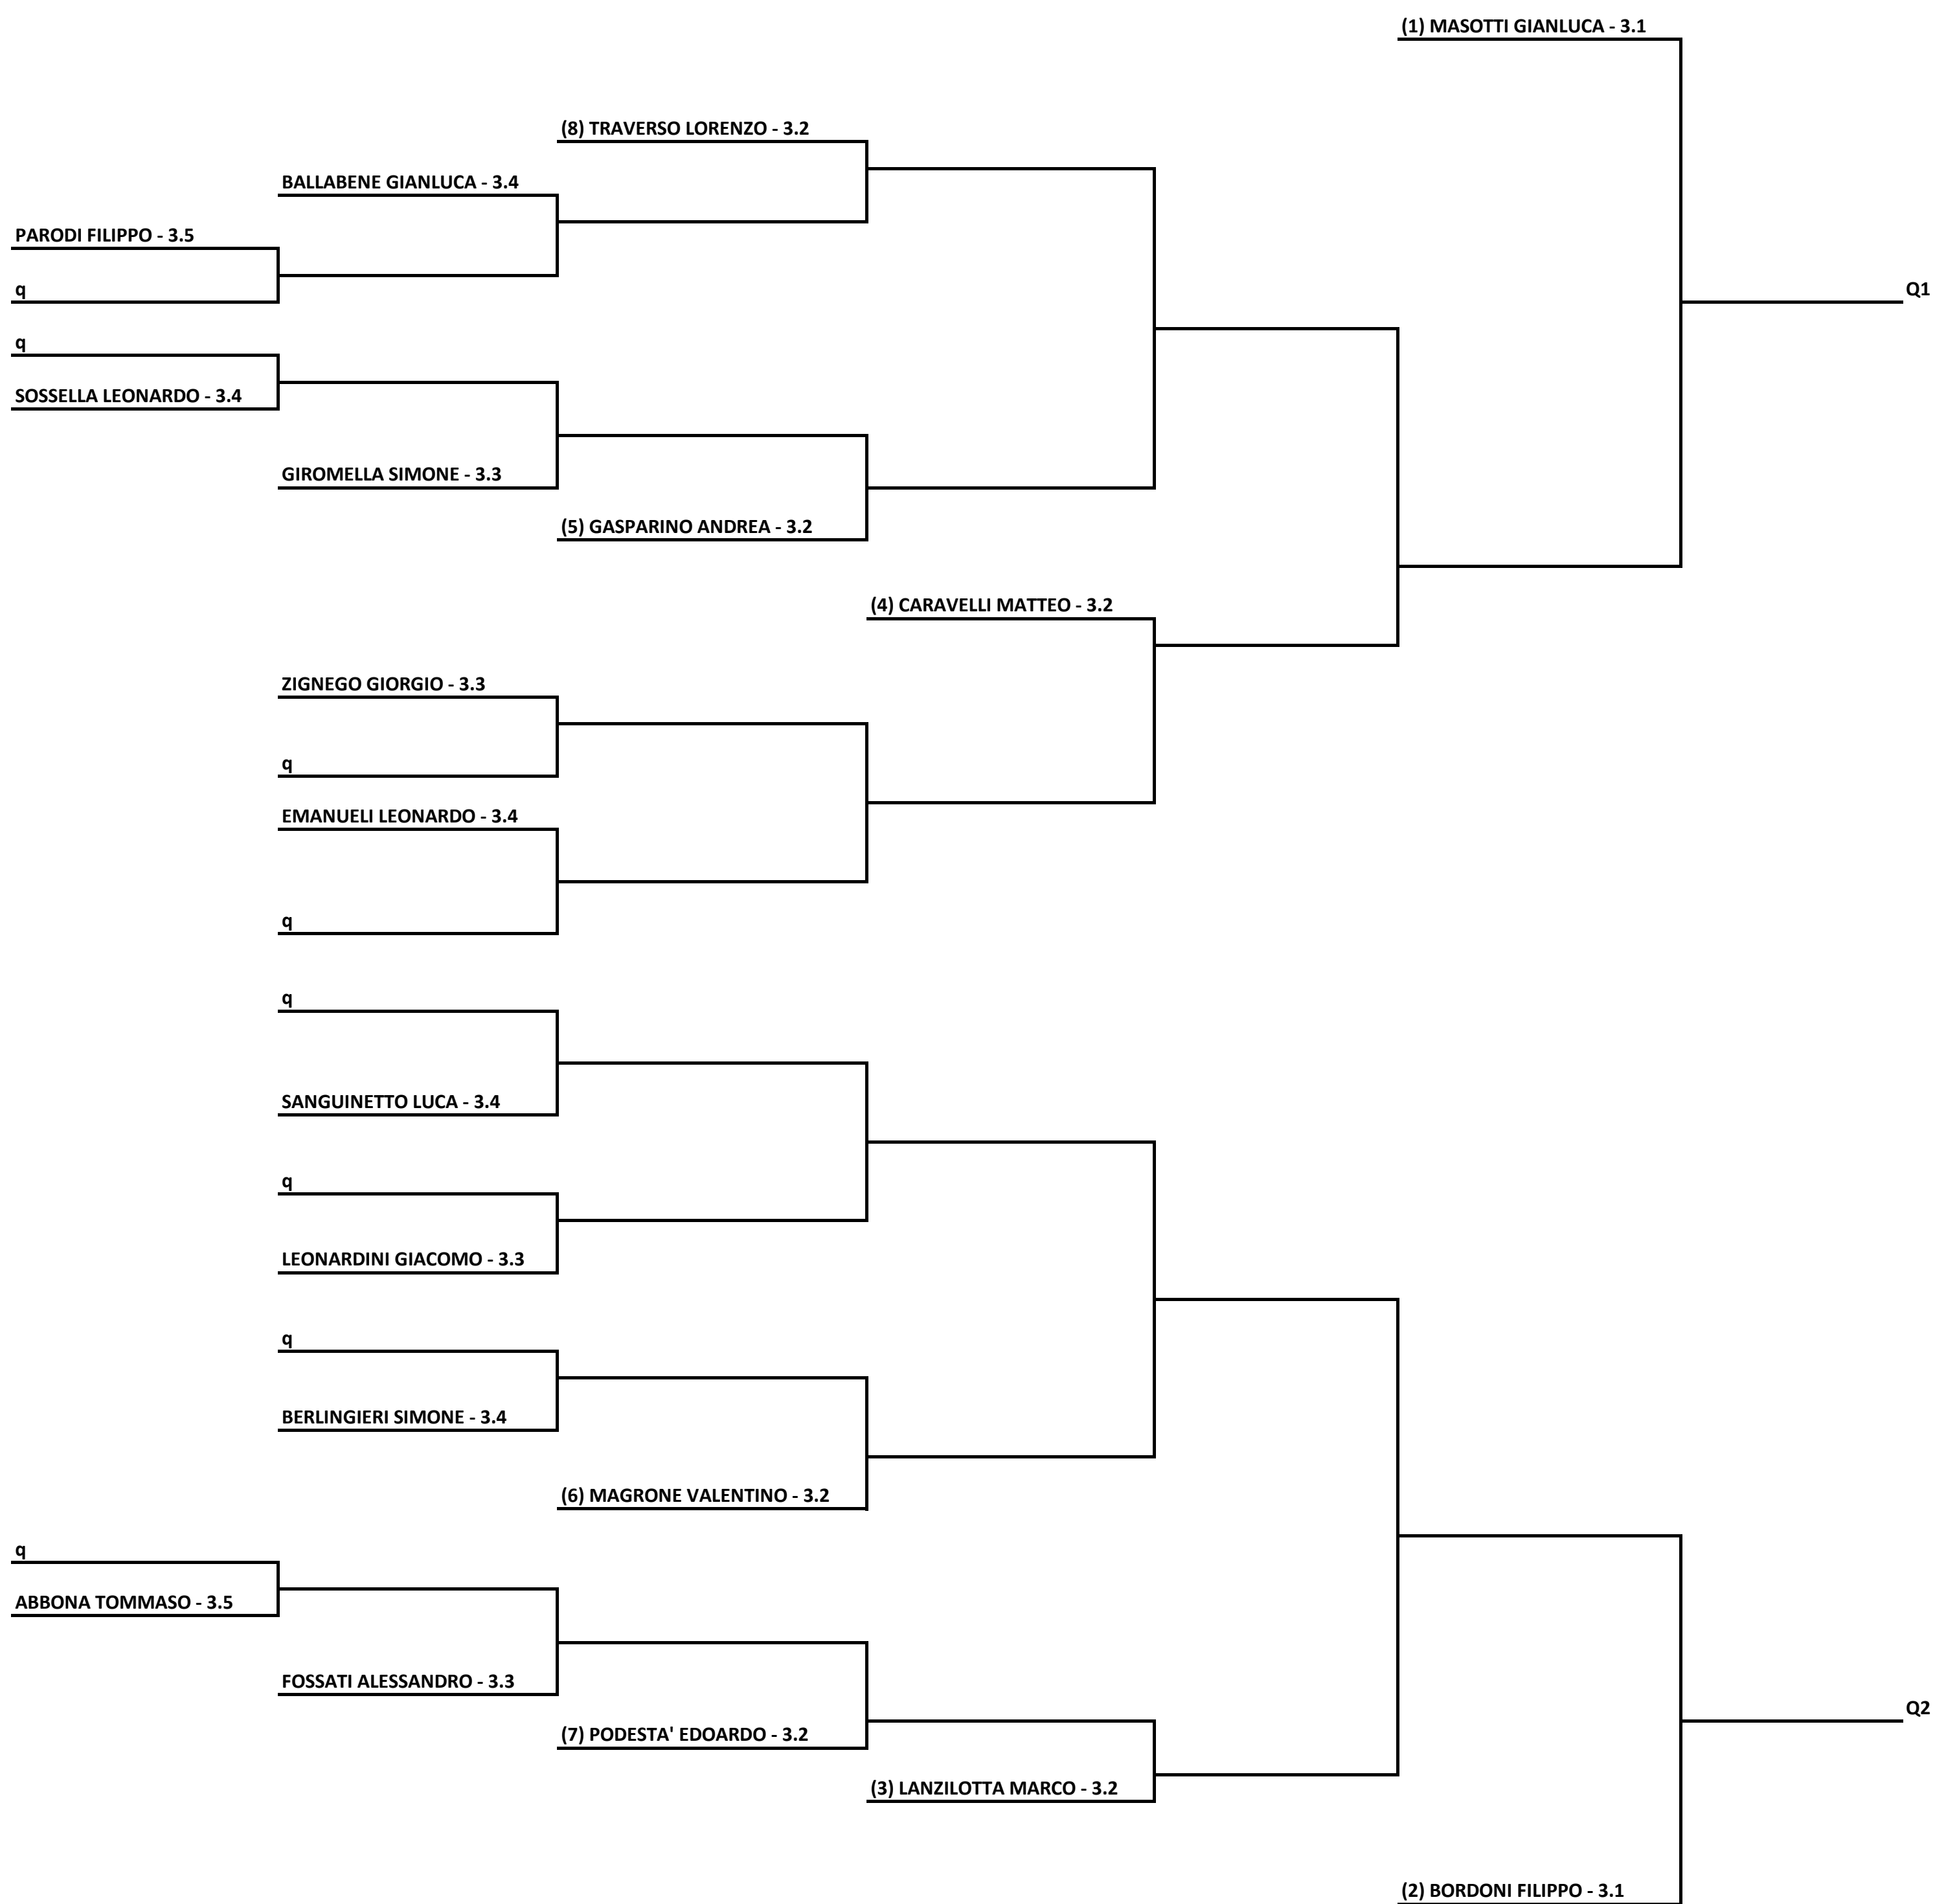 (1) MASOTTI GIANLUCA - 3.1
(8) TRAVERSO LORENZO - 3.2
BALLABENE GIANLUCA - 3.4
PARODI FILIPPO - 3.5
q
Q1
q
SOSSELLA LEONARDO - 3.4
GIROMELLA SIMONE - 3.3
(5) GASPARINO ANDREA - 3.2
(4) CARAVELLI MATTEO - 3.2
ZIGNEGO GIORGIO - 3.3
q
EMANUELI LEONARDO - 3.4
q
q
SANGUINETTO LUCA - 3.4
q
LEONARDINI GIACOMO - 3.3
q
BERLINGIERI SIMONE - 3.4
(6) MAGRONE VALENTINO - 3.2
q
ABBONA TOMMASO - 3.5
FOSSATI ALESSANDRO - 3.3
Q2
(7) PODESTA' EDOARDO - 3.2
(3) LANZILOTTA MARCO - 3.2
(2) BORDONI FILIPPO - 3.1